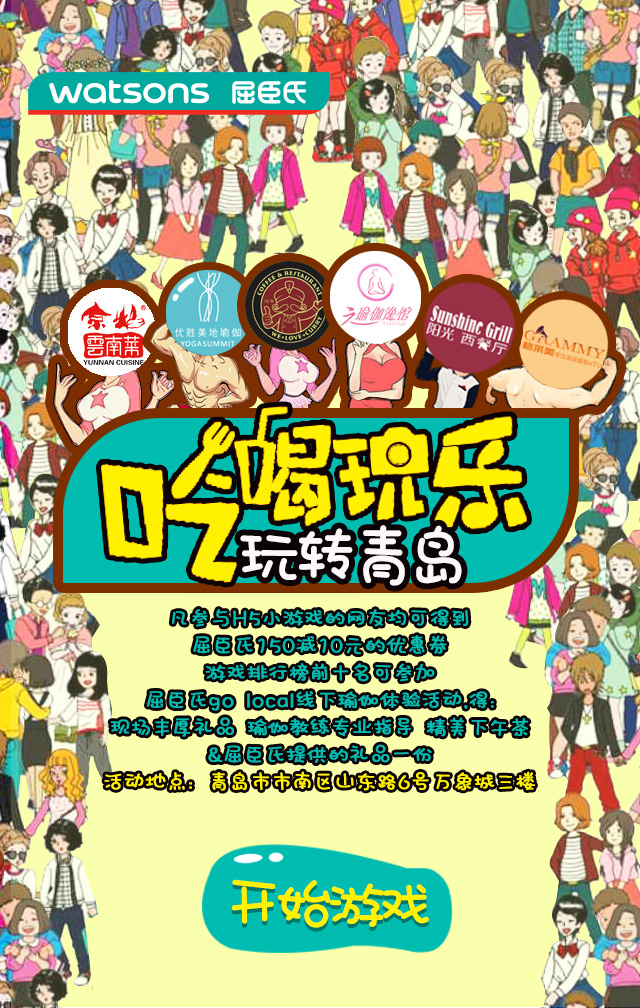 watsons 屈臣氏
雲南菜
YUNNAN CUISINE
优胜美地瑜伽
YOGASUMMIT
COFFEE & RESTAURANT
WE·LOVE·CURRY
瑜伽逸馆
Sunshine Grill
阳光 西餐厅
GRAMMY
格莱美
吃喝玩乐
玩转青岛
凡参与H5小游戏的网友均可得到
屈臣氏150减10元的优惠券
游戏排行榜前十名可参加
屈臣氏go local线下瑜伽体验活动,得:
现场丰厚礼品 瑜伽教练专业指导 精美下午茶
&屈臣氏提供的礼品一份
活动地点: 青岛市市南区山东路6号万象城三楼
开始游戏